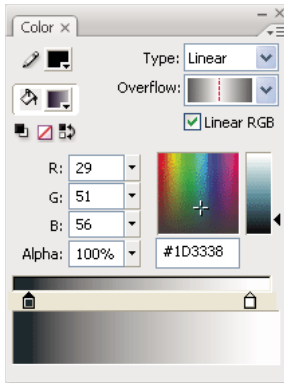 Color ×
Type: Linear
Overflow:
Linear RGB
R: 29
G: 51
B: 56
Alpha: 100% #1D3338